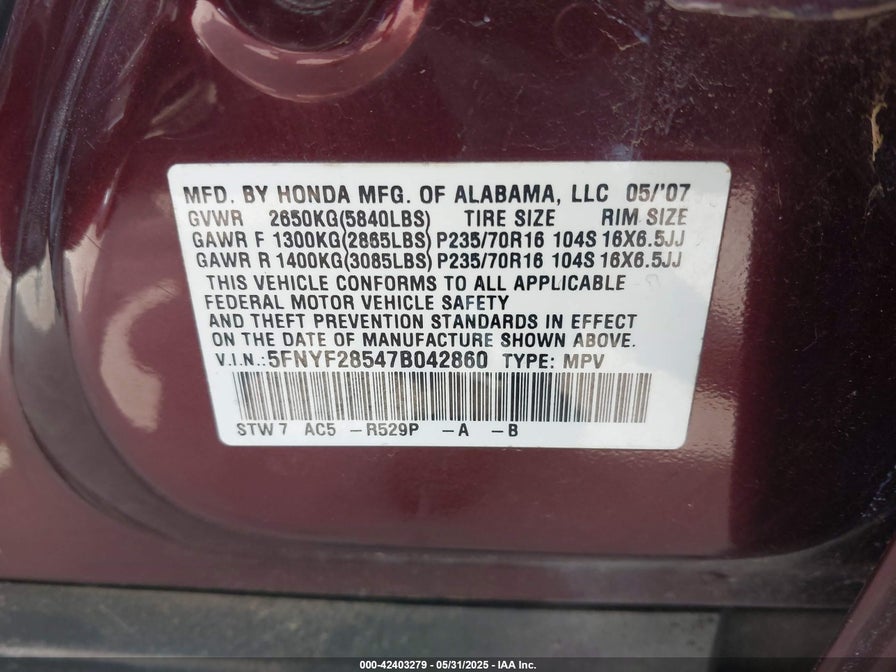 MFD. BY HONDA MFG. OF ALABAMA, LLC 05/'07
GVWR 2650KG(5840LBS) TIRE SIZE RIM SIZE
GAWR F 1300KG(2865LBS) P235/70R16 104S 16X6.5JJ
GAWR R 1400KG(3085LBS) P235/70R16 104S 16X6.5JJ
THIS VEHICLE CONFORMS TO ALL APPLICABLE
FEDERAL MOTOR VEHICLE SAFETY
AND THEFT PREVENTION STANDARDS IN EFFECT
ON THE DATE OF MANUFACTURE SHOWN ABOVE.
V.I.N.:5FNYF28547B042860 TYPE: MPV
STW7 AC5 -R529P -A -B
000-42403279 - 05/31/2025 - IAA Inc.